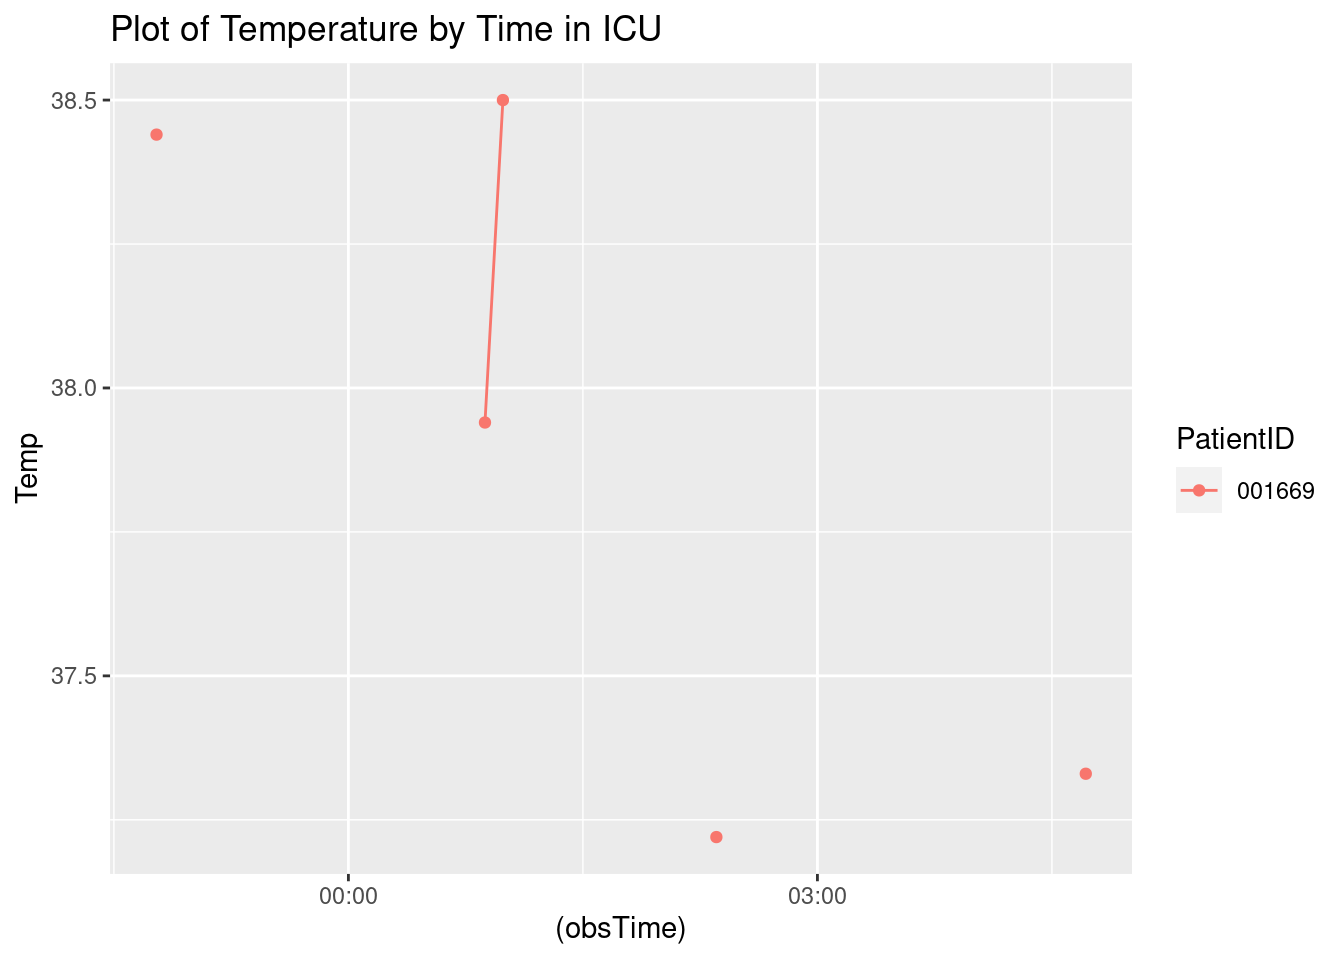 Plot of Temperature by Time in ICU
38.5
38.0
37.5
Temp
00:00
03:00
(obsTime)
PatientID
001669